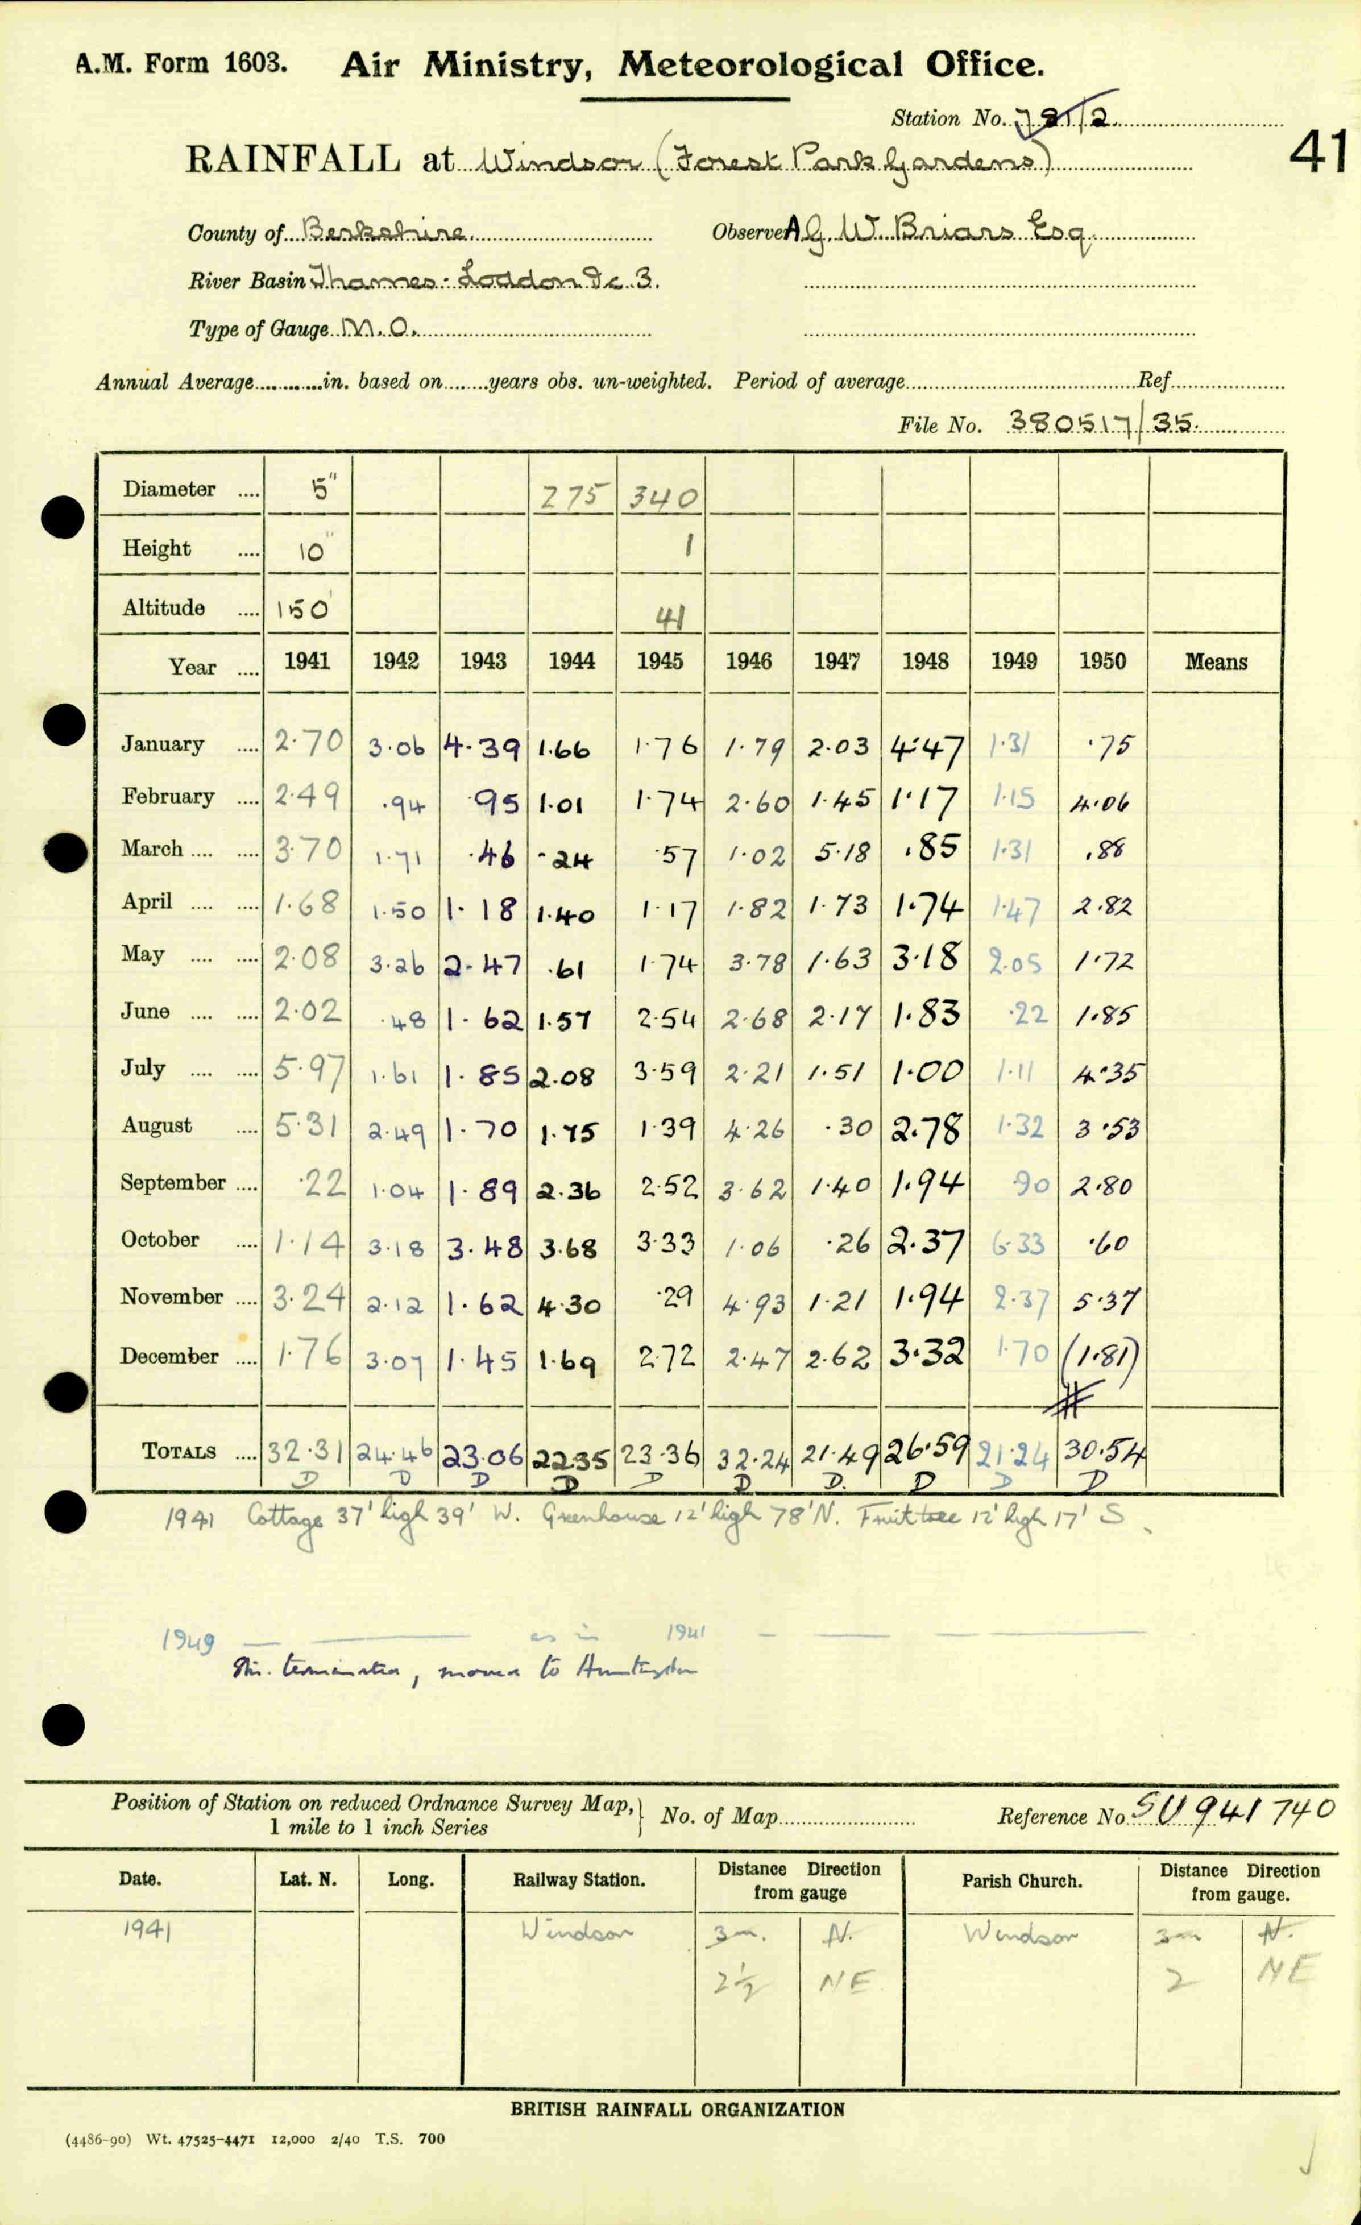 A.M. Form 1603. Air Ministry, Meteorological Office.
Station No. 781/2
41
RAINFALL at Windsor (Forest Park Gardens)
County of Berkshire Observer A G. W. Briars Esq.
River Basin Thames - Loddon &c 3.
Type of Gauge M.O.
Annual Average in. based on years obs. un-weighted. Period of average Ref
File No. 380517/35
Diameter 5" 275 340
Height 10" 1
Altitude 150' 41
Year 1941 1942 1943 1944 1945 1946 1947 1948 1949 1950 Means
January 2.70 3.06 4.39 1.66 1.76 1.79 2.03 4.47 1.31 .75
February 2.49 .94 .95 1.01 1.74 2.60 1.45 1.17 1.15 4.06
March 3.70 1.71 .46 .24 .57 1.02 5.18 .85 1.31 .88
April 1.68 1.50 1.18 1.40 1.17 1.82 1.73 1.74 1.47 2.82
May 2.08 3.26 2.47 .61 1.74 3.78 1.63 3.18 2.05 1.72
June 2.02 .48 1.62 1.57 2.54 2.68 2.17 1.83 .22 1.85
July 5.97 1.61 1.85 2.08 3.59 2.21 1.51 1.00 1.11 4.35
August 5.31 2.49 1.70 1.75 1.39 4.26 .30 2.78 1.32 3.53
September .22 1.04 1.89 2.36 2.52 3.62 1.40 1.94 .90 2.80
October 1.14 3.18 3.48 3.68 3.33 1.06 .26 2.37 6.33 .60
November 3.24 2.12 1.62 4.30 .29 4.93 1.21 1.94 2.37 5.37
December 1.76 3.07 1.45 1.69 2.72 2.47 2.62 3.32 1.70 (1.81)
TOTALS 32.31 24.46 23.06 22.35 23.36 32.24 21.49 26.59 21.24 30.54
D D D D D D D. D D D
1941 Cottage 37' high 39' W. Greenhouse 12' high 78' N. Fruit tree 12' high 17' S.
1949 — as in 1941 —
Stn. terminated, moved to Huntingdon
Position of Station on reduced Ordnance Survey Map, 1 mile to 1 inch Series } No. of Map Reference No. SU 941 740
Date. Lat. N. Long. Railway Station. Distance Direction from gauge Parish Church. Distance Direction from gauge.
1941 Windsor 3m. N. Windsor 3m N.
2½ NE 2 NE
BRITISH RAINFALL ORGANIZATION
(4486-90) Wt. 47525-4471 12,000 2/40 T.S. 700